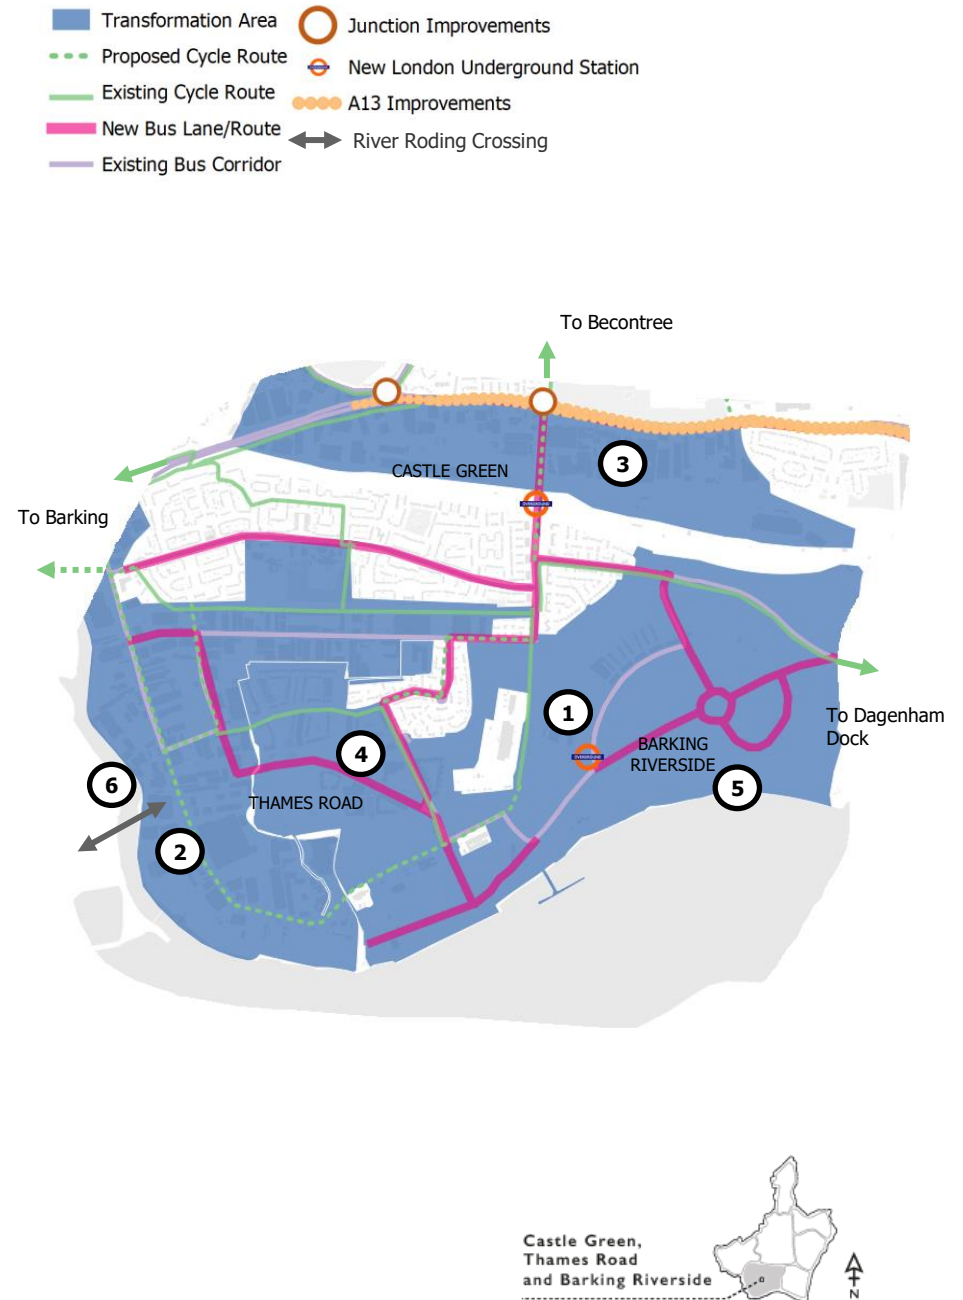 Transformation Area
Junction Improvements
Proposed Cycle Route
New London Underground Station
Existing Cycle Route
A13 Improvements
New Bus Lane/Route
River Roding Crossing
Existing Bus Corridor
To Becontree
3
CASTLE GREEN
To Barking
1
To Dagenham
Dock
BARKING
RIVERSIDE
4
6
5
THAMES ROAD
2
Castle Green,
Thames Road
and Barking Riverside
N